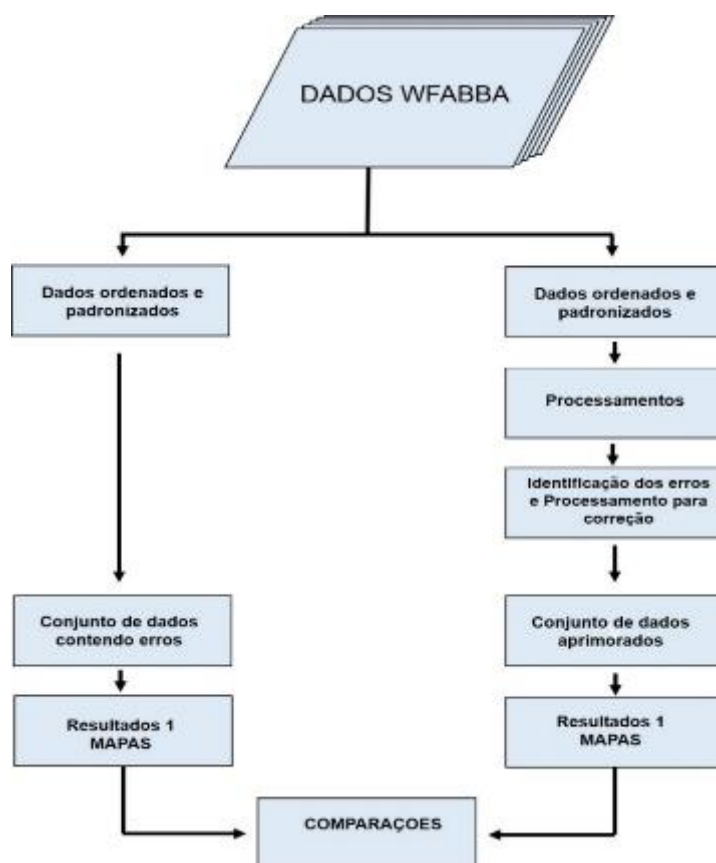 DADOS WFABBA
Dados ordenados e
padronizados
Conjunto de dados
contendo erros
Resultados 1
MAPAS
Dados ordenados e
padronizados
Processamentos
Identificação dos erros
e Processamento para
correção
Conjunto de dados
aprimorados
Resultados 1
MAPAS
COMPARAÇOES